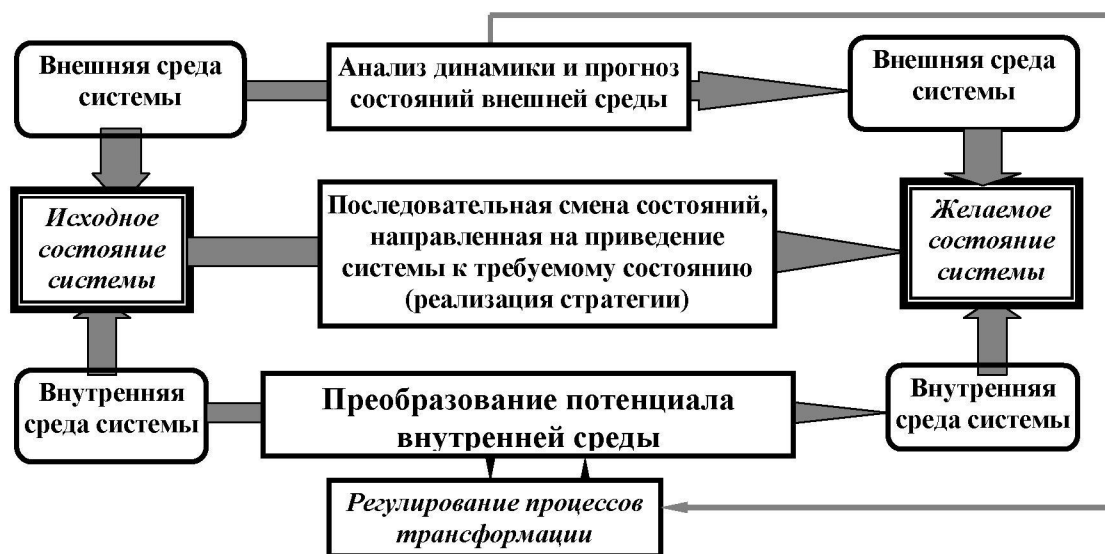 Внешняя среда
системы
Анализ динамики и прогноз
состояний внешней среды
Внешняя среда
системы
Исходное
состояние
системы
Последовательная смена состояний,
направленная на приведение
системы к требуемому состоянию
(реализация стратегии)
Желаемое
состояние
системы
Внутренняя
среда системы
Преобразование потенциала
внутренней среды
Внутренняя
среда системы
Регулирование процессов
трансформации